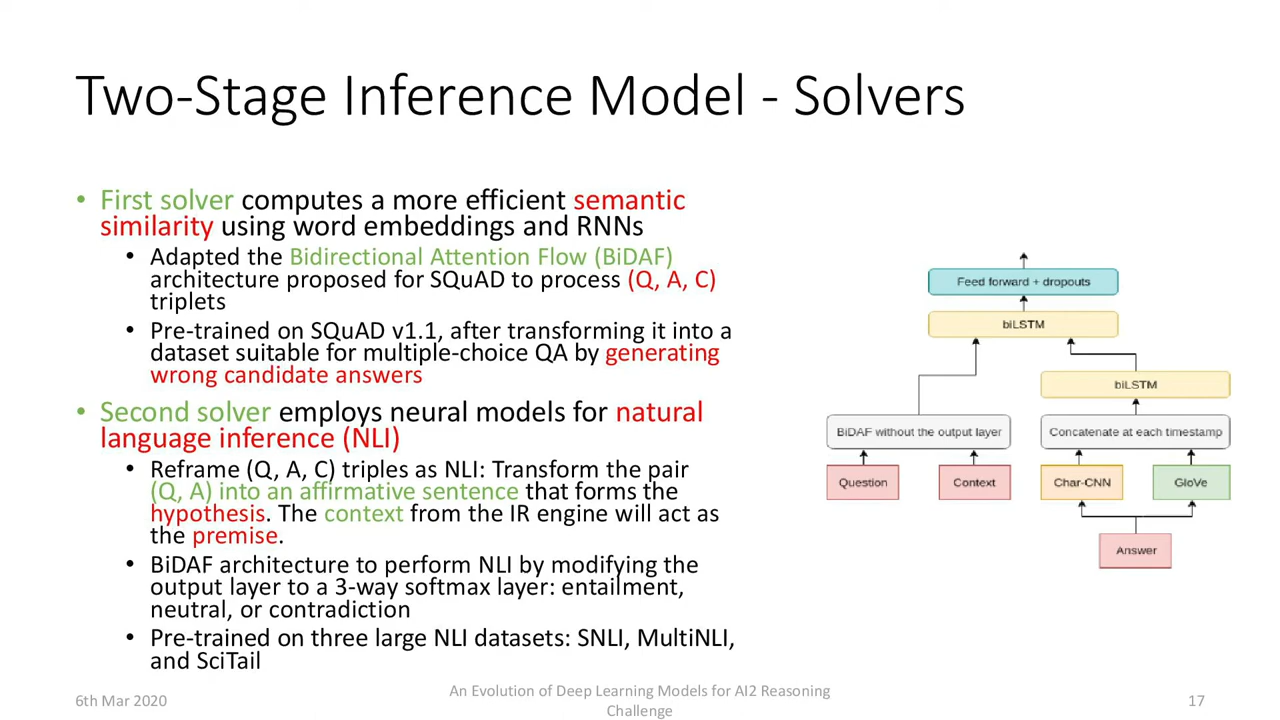 Two-Stage Inference Model - Solvers
• First solver computes a more efficient semantic
similarity using word embeddings and RNNs
• Adapted the Bidirectional Attention Flow (BiDAF)
architecture proposed for SQuAD to process (Q, A, C)
triplets
• Pre-trained on SQuAD v1.1, after transforming it into a
dataset suitable for multiple-choice QA by generating
wrong candidate answers
• Second solver employs neural models for natural
language inference (NLI)
• Reframe (Q, A, C) triples as NLI: Transform the pair
(Q, A) into an affirmative sentence that forms the
hypothesis. The context from the IR engine will act as
the premise.
• BiDAF architecture to perform NLI by modifying the
output layer to a 3-way softmax layer: entailment,
neutral, or contradiction
• Pre-trained on three large NLI datasets: SNLI, MultiNLI,
and SciTail
Feed forward + dropouts
biLSTM
biLSTM
BiDAF without the output layer
Concatenate at each timestamp
Question
Context
Char-CNN
GloVe
Answer
6th Mar 2020
An Evolution of Deep Learning Models for AI2 Reasoning
Challenge
17